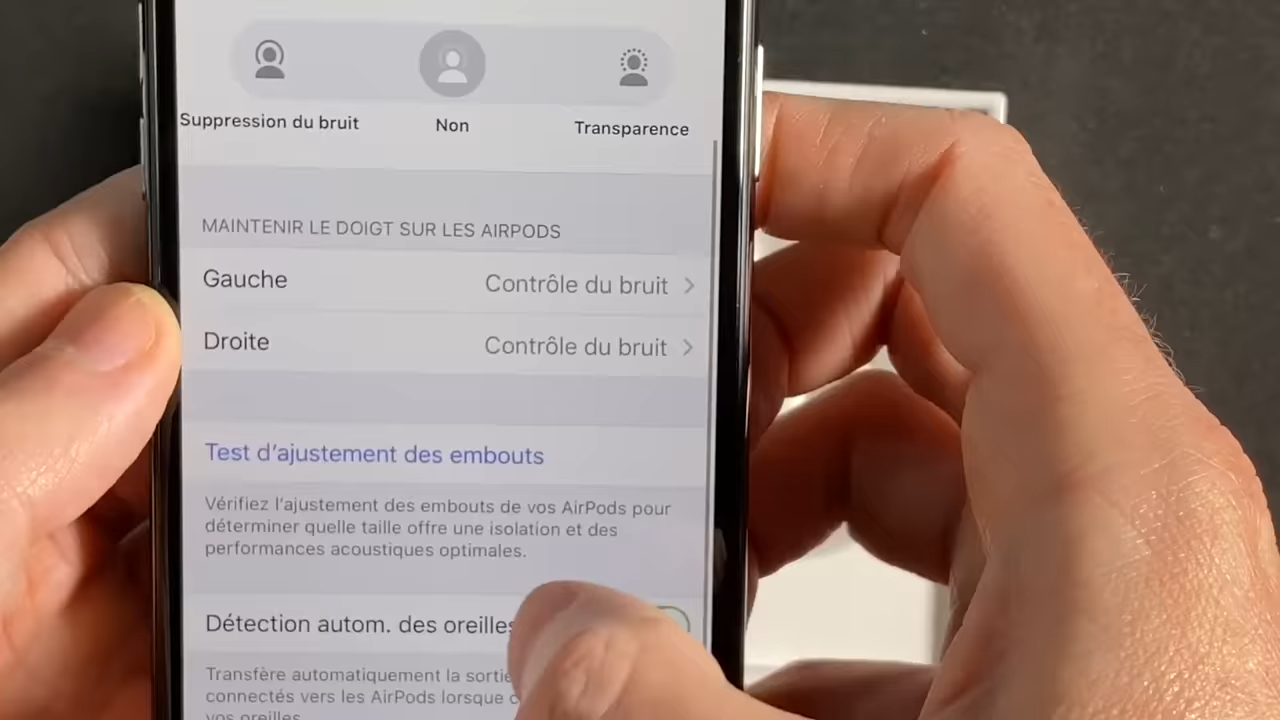 Suppression du bruit
Non
Transparence
MAINTENIR LE DOIGT SUR LES AIRPODS
Gauche Contrôle du bruit
Droite Contrôle du bruit
Test d’ajustement des embouts
Vérifiez l’ajustement des embouts de vos AirPods pour
déterminer quelle taille offre une isolation et des
performances acoustiques optimales.
Détection autom. des oreilles
Transfère automatiquement la sortie
connectés vers les AirPods lorsque
vos oreilles.